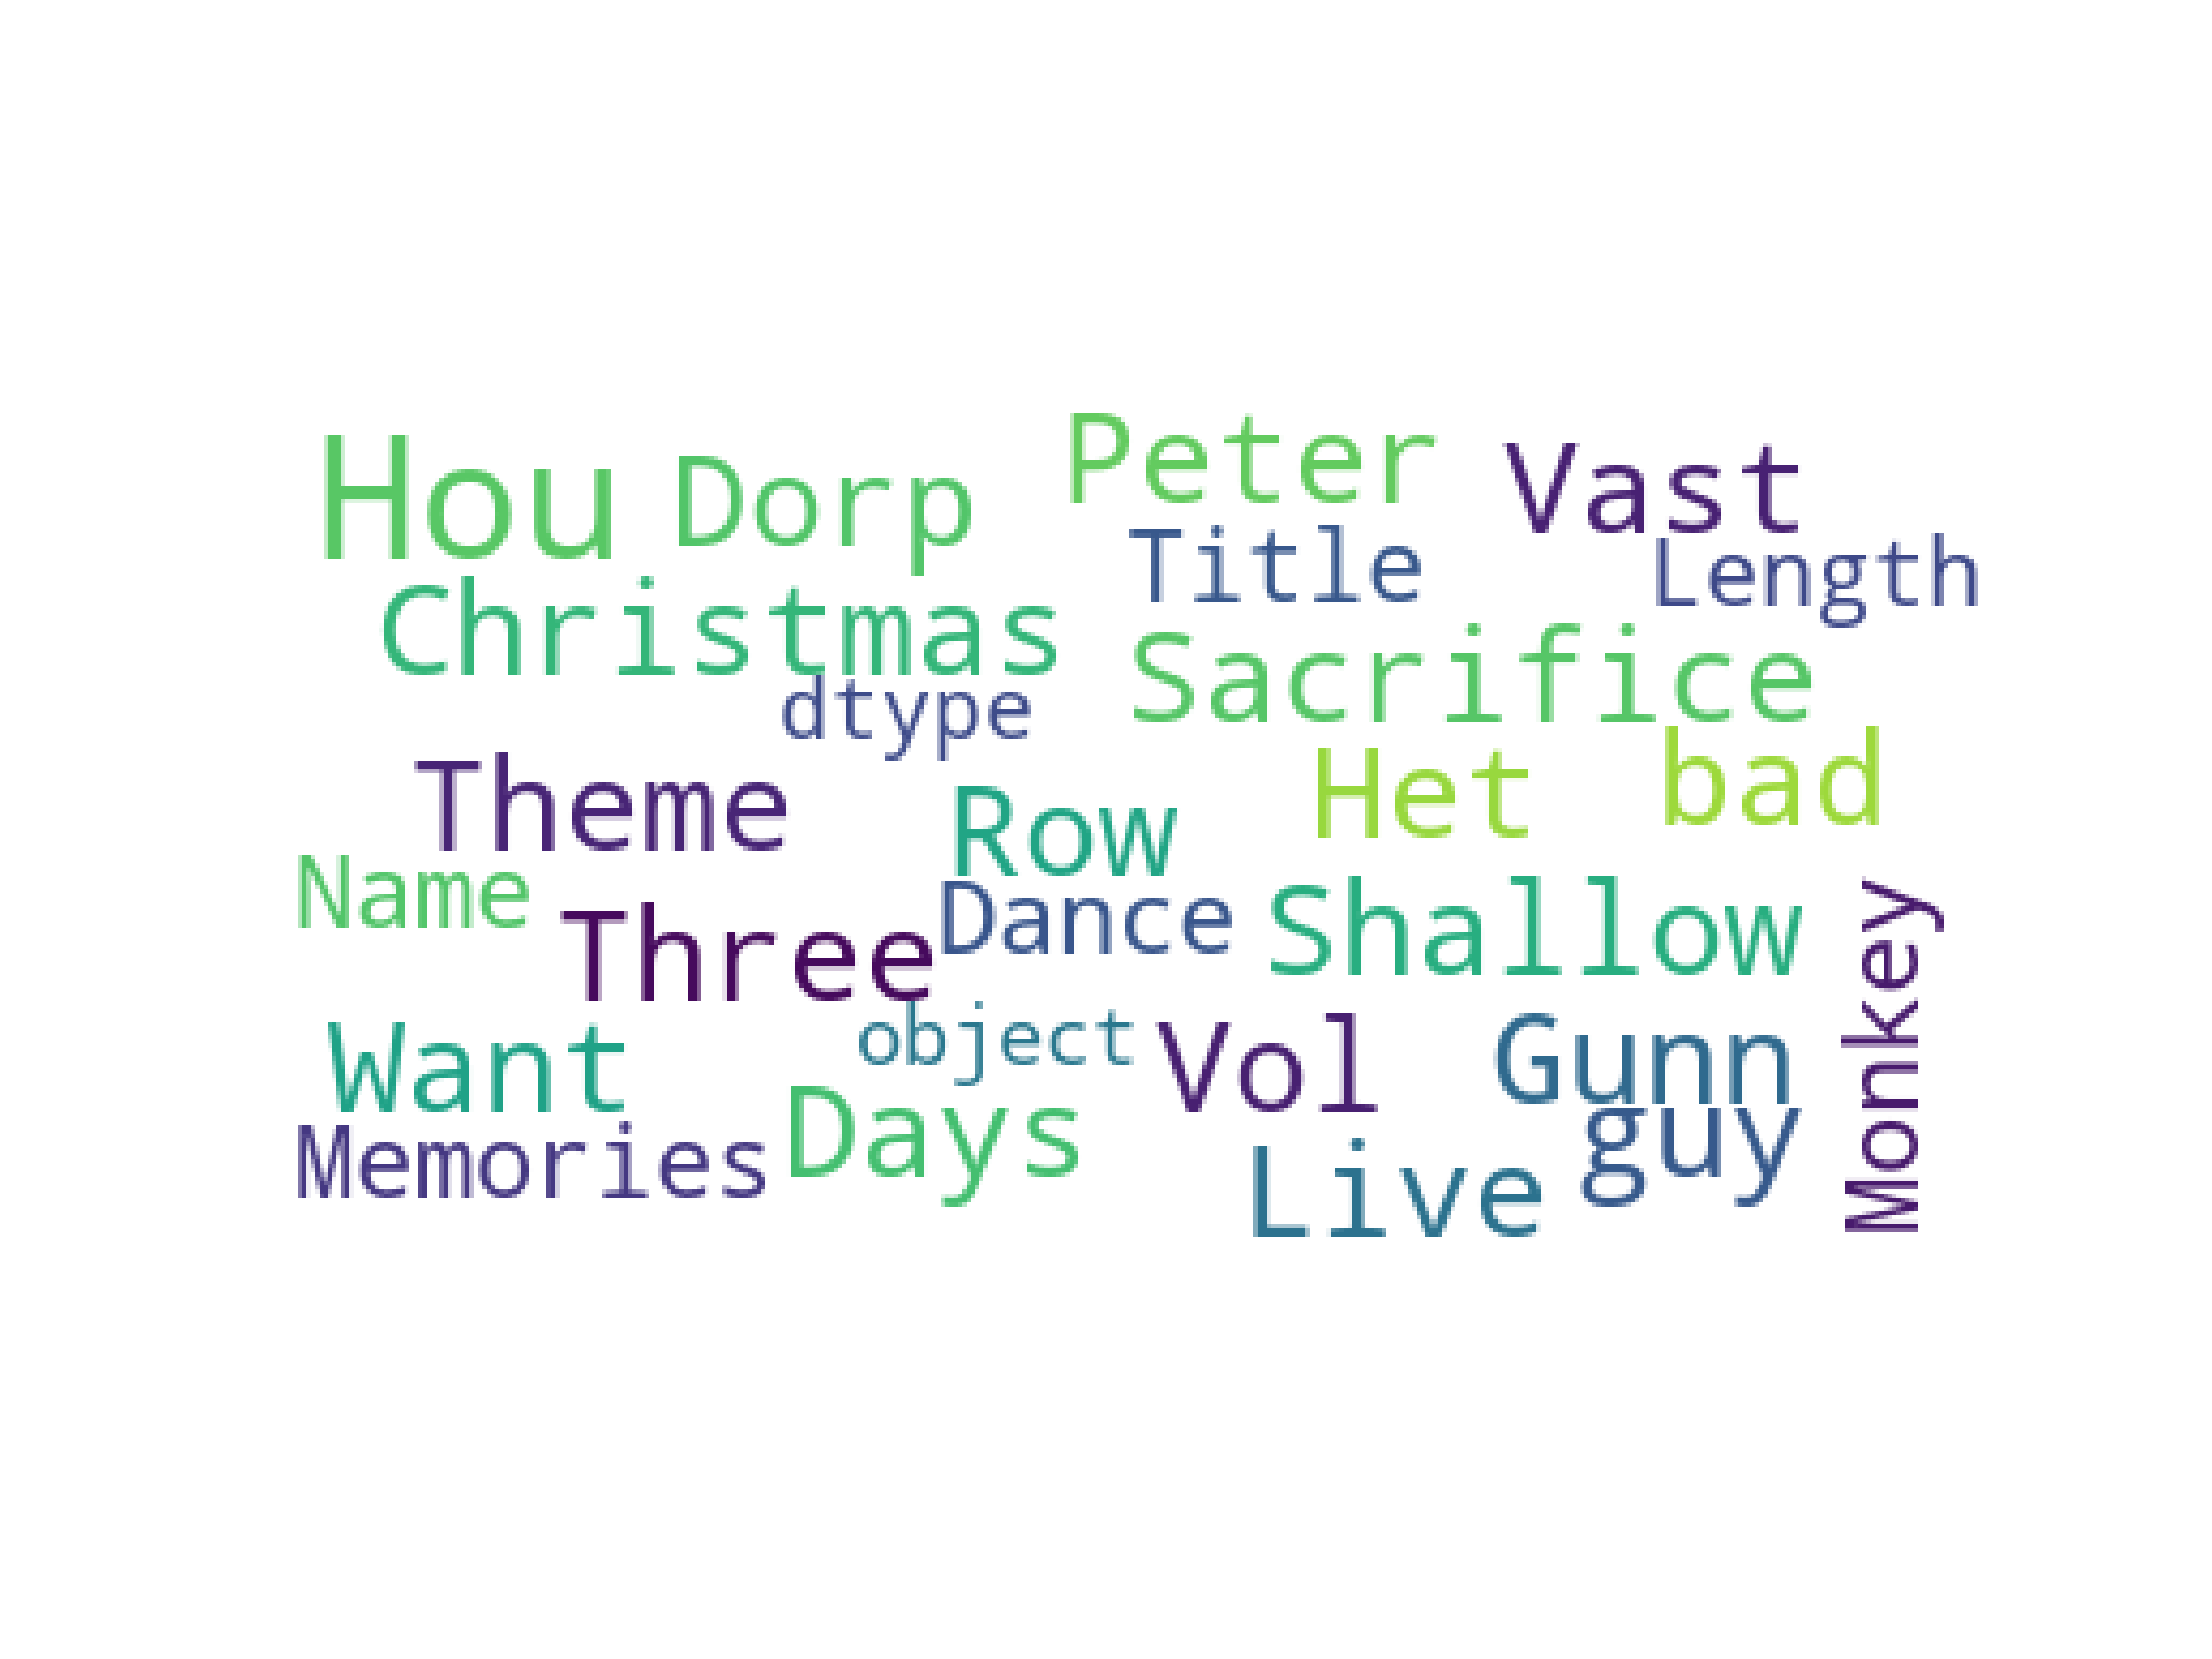 Hou Dorp Peter Vast
Title Length
Christmas Sacrifice
dtype
Theme Row Het bad
Name Dance Shallow Monkey
Three
Want object Vol Gunn
Memories Days Live guy